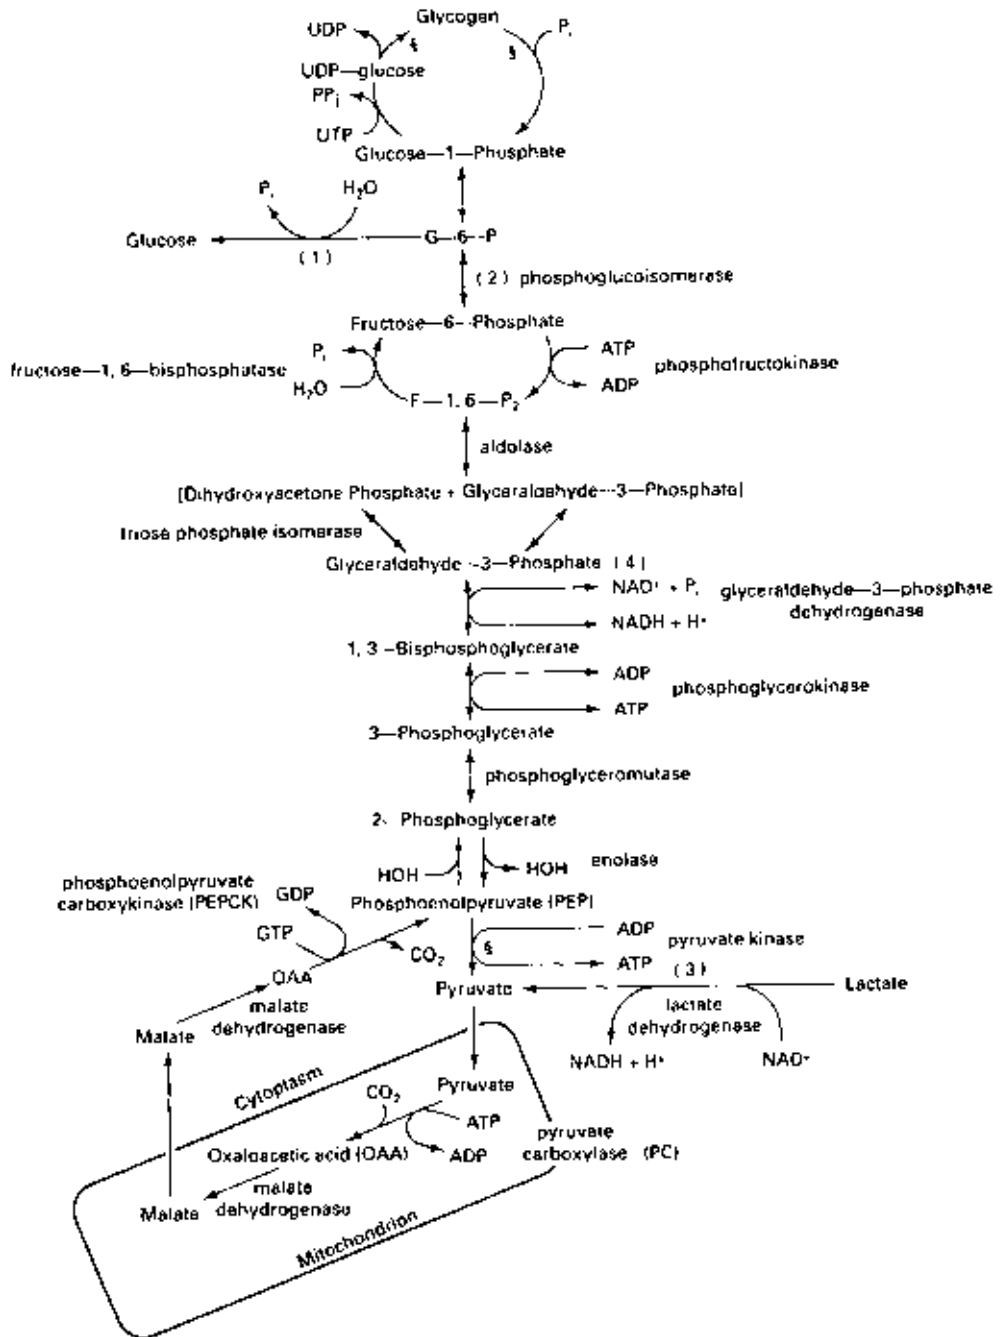 Glycogen
UDP
P,
§
§
UDP—glucose
PPi
UTP
Glucose—1—Phosphate
P,
H₂O
Glucose
G—6—P
(1)
(2) phosphoglucoisomerase
Fructose—6—Phosphate
P,
ATP
fructose—1,6—bisphosphatase
phosphofructokinase
H₂O
ADP
F—1,6—P₂
aldolase
[Dihydroxyacetone Phosphate + Glyceraldehyde—3—Phosphate]
triose phosphate isomerase
Glyceraldehyde—3—Phosphate (4)
NAD⁺ + P,
glyceraldehyde—3—phosphate
dehydrogenase
NADH + H⁺
1,3—Bisphosphoglycerate
ADP
phosphoglycerokinase
ATP
3—Phosphoglycerate
phosphoglyceromutase
2- Phosphoglycerate
HOH
HOH
enolase
phosphoenolpyruvate
carboxykinase (PEPCK)
GDP
Phosphoenolpyruvate (PEP)
GTP
CO₂
§
ADP
pyruvate kinase
ATP
(3)
OAA
Pyruvate
Lactate
malate
dehydrogenase
lactate
dehydrogenase
Malate
NADH + H⁺
NAD⁺
Cytoplasm
Pyruvate
CO₂
ATP
Oxaloacetic acid (OAA)
ADP
pyruvate
carboxylase (PC)
malate
dehydrogenase
Malate
Mitochondrion